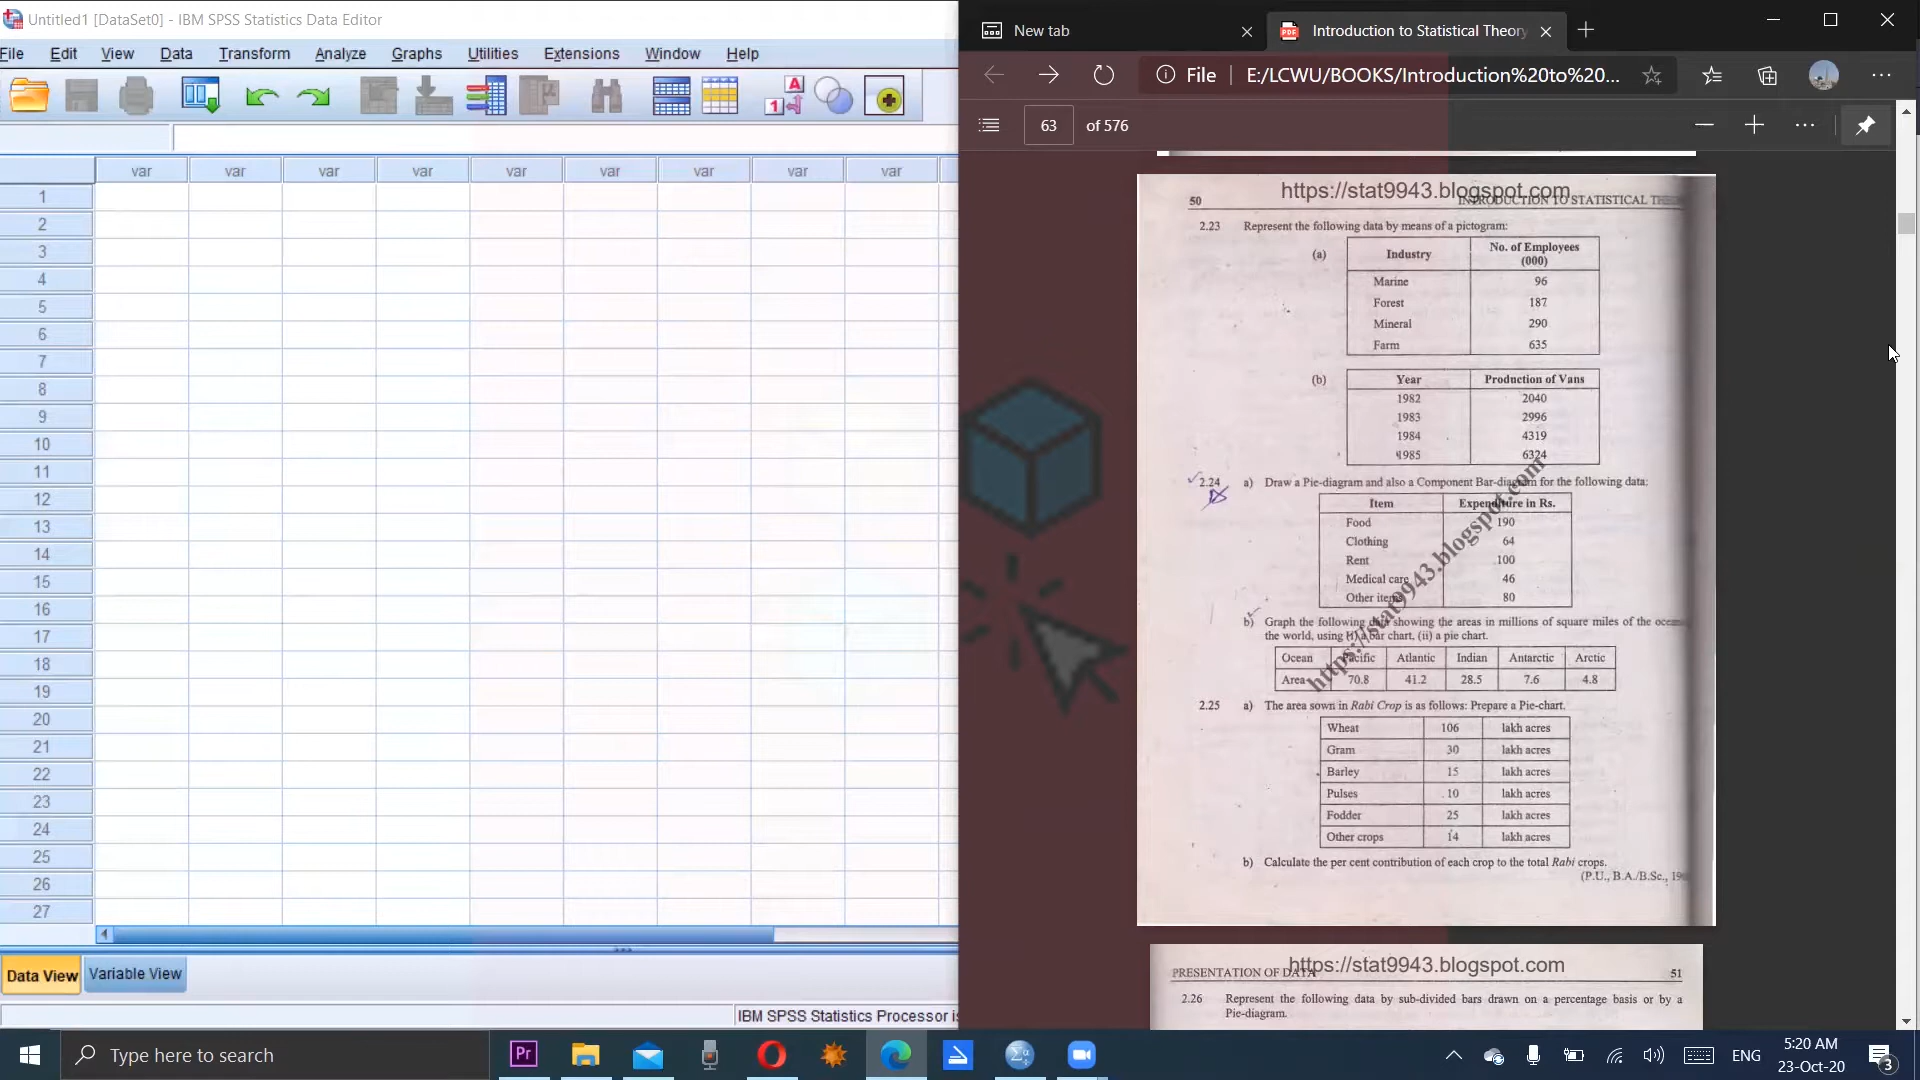 Untitled1 [DataSet0] - IBM SPSS Statistics Data Editor
File Edit View Data Transform Analyze Graphs Utilities Extensions Window Help
var var var var var var var var var
1
2
3
4
5
6
7
8
9
10
11
12
13
14
15
16
17
18
19
20
21
22
23
24
25
26
27
Data View Variable View
IBM SPSS Statistics Processor
New tab
Introduction to Statistical Theory
File E:/LCWU/BOOKS/Introduction%20to%20...
63 of 576
https://stat9943.blogspot.com
50 INTRODUCTION TO STATISTICAL
2.23 Represent the following data by means of a pictogram:
(a) Industry No. of Employees
(000)
Marine 96
Forest 187
Mineral 290
Farm 635
(b) Year Production of Vans
1982 2040
1983 2996
1984 4319
1985 6324
2.24 a) Draw a Pie-diagram and also a Component Bar-diagram for the following data:
Item Expenditure in Rs.
Food 190
Clothing 64
Rent 100
Medical care 46
Other items 80
https://stat9943.blogspot.com
b) Graph the following data showing the areas in millions of square miles of the
the world, using (i) a bar chart, (ii) a pie chart.
Ocean Pacific Atlantic Indian Antarctic Arctic
Area 70.8 41.2 28.5 7.6 4.8
2.25 a) The area sown in Rabi Crop is as follows: Prepare a Pie-chart.
Wheat 106 lakh acres
Gram 30 lakh acres
Barley 15 lakh acres
Pulses 10 lakh acres
Fodder 25 lakh acres
Other crops 14 lakh acres
b) Calculate the per cent contribution of each crop to the total Rabi crops.
(P.U., B.A./B.Sc.,
https://stat9943.blogspot.com
PRESENTATION OF DATA 51
2.26 Represent the following data by sub-divided bars drawn on a percentage basis or by a
Pie-diagram.
Type here to search
Pr
ENG
5:20 AM
23-Oct-20
3